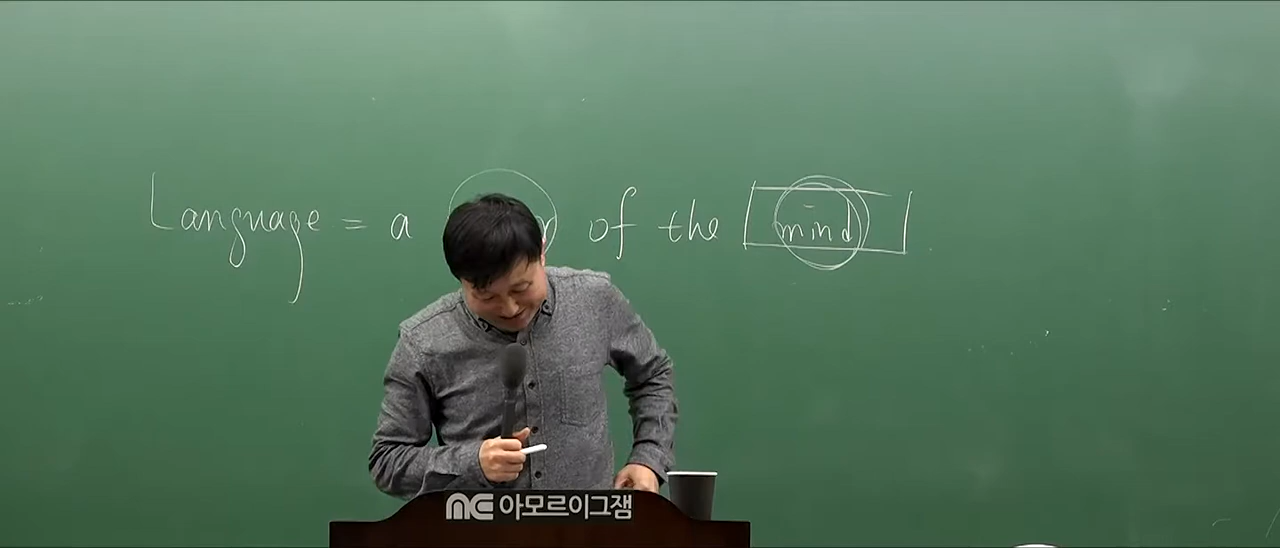 Language = a of the mind
아모르이그잼